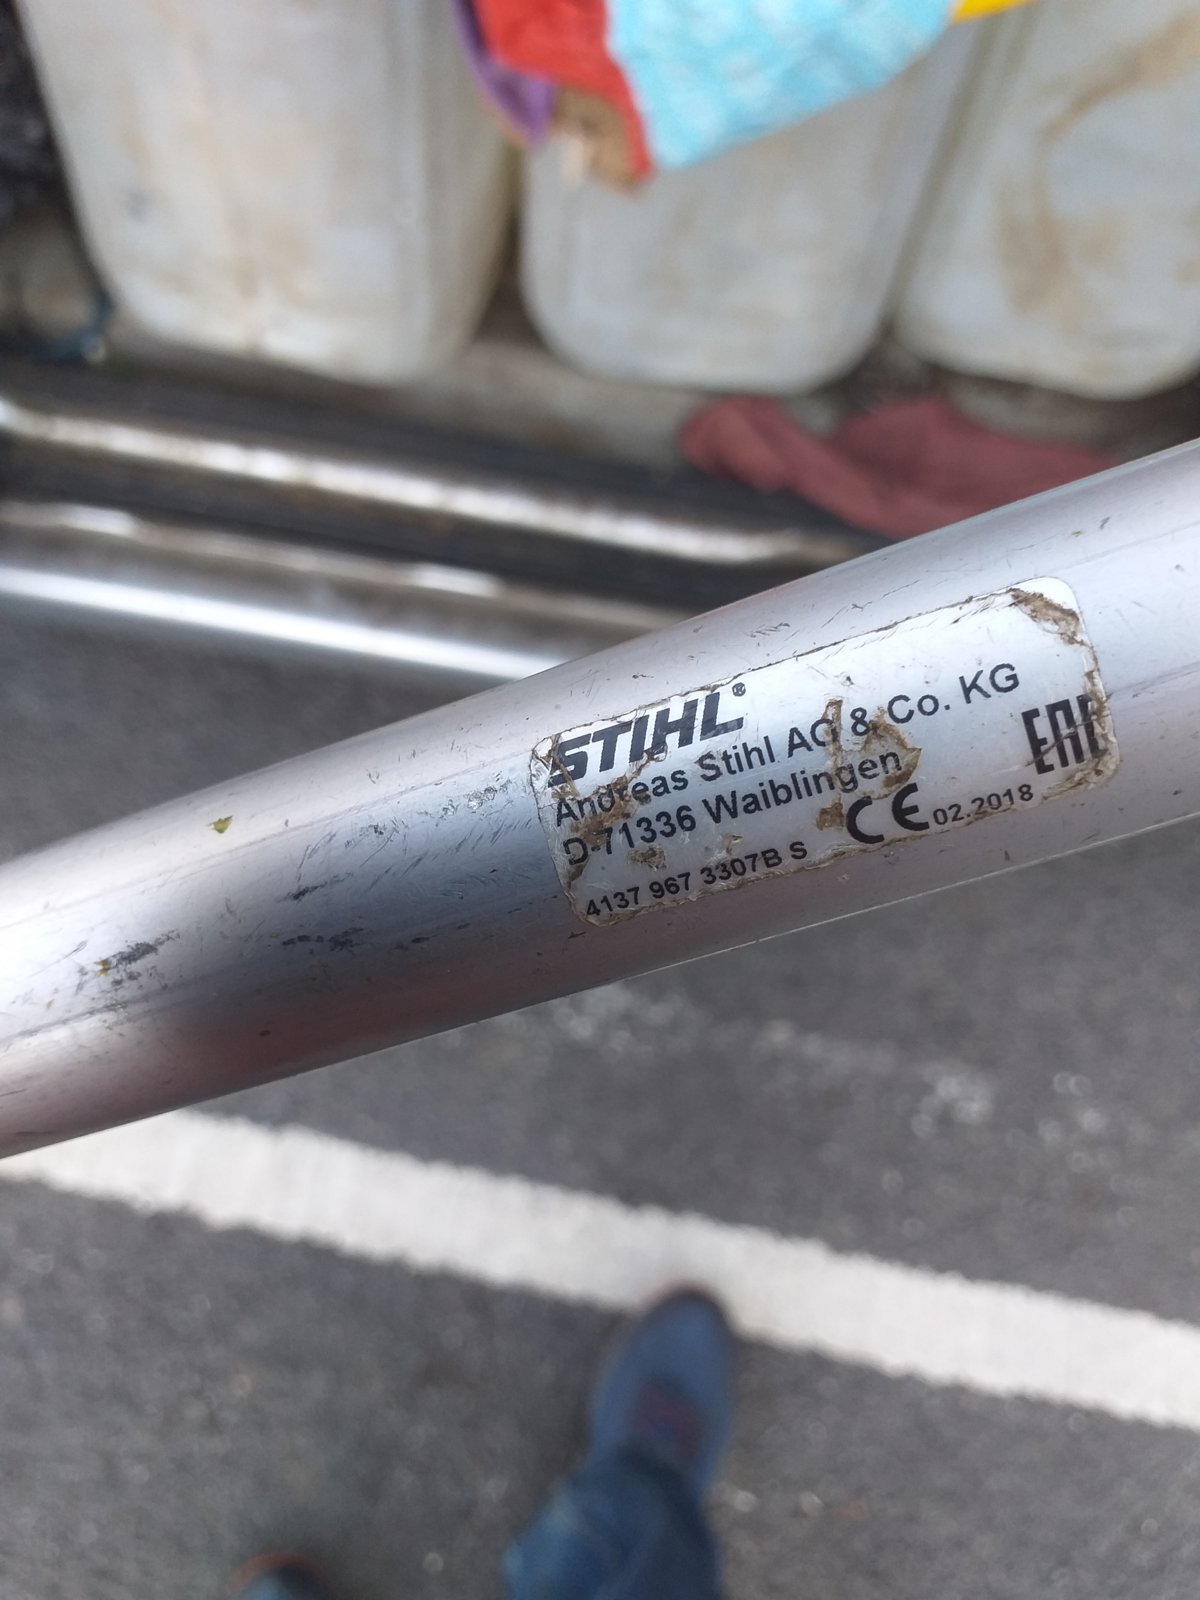 STIHL®
Andreas Stihl AG & Co. KG
D-71336 Waiblingen
EAC
4137 967 3307B S CE 02.2018